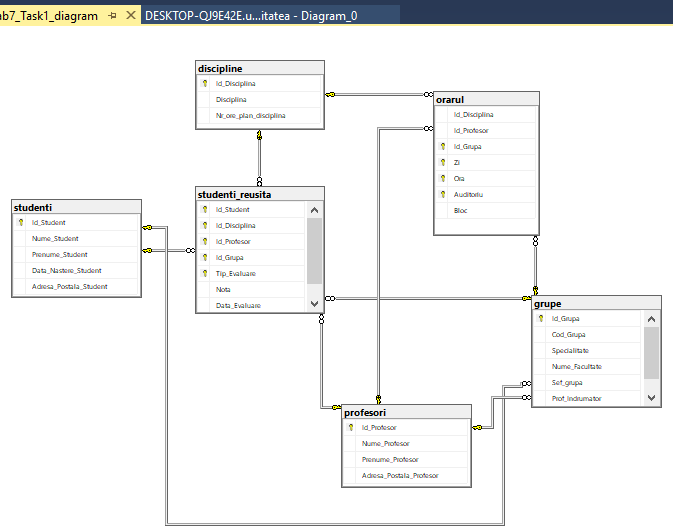 ab7_Task1_diagram
DESKTOP-QJ9E42E.u...itatea - Diagram_0
discipline
Id_Disciplina
Disciplina
Nr_ore_plan_disciplina
orarul
Id_Disciplina
Id_Profesor
Id_Grupa
Zi
Ora
Auditoriu
Bloc
studenti
Id_Student
Nume_Student
Prenume_Student
Data_Nastere_Student
Adresa_Postala_Student
studenti_reusita
Id_Student
Id_Disciplina
Id_Profesor
Id_Grupa
Tip_Evaluare
Nota
Data_Evaluare
grupe
Id_Grupa
Cod_Grupa
Specialitate
Nume_Facultate
Sef_grupa
Prof_Indrumator
profesori
Id_Profesor
Nume_Profesor
Prenume_Profesor
Adresa_Postala_Profesor